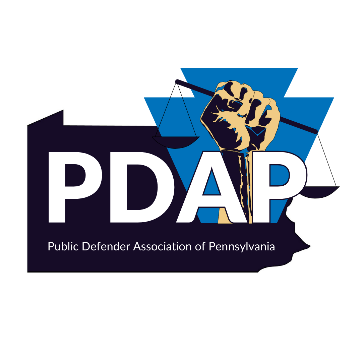 PDAP
Public Defender Association of Pennsylvania